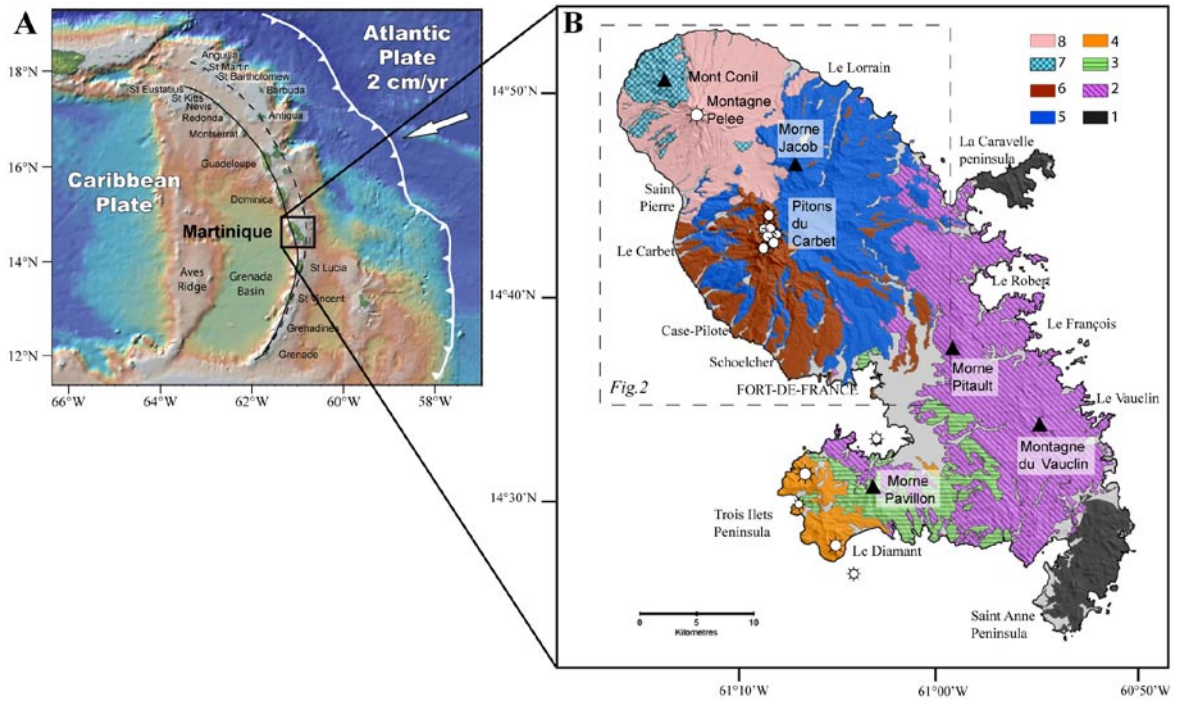 A
Atlantic
Plate
2 cm/yr
Caribbean
Plate
Anguilla
St Martin
St Bartholomew
St Eustatius
St Kitts
Nevis
Redonda
Barbuda
Antigua
Montserrat
Guadeloupe
Dominica
Martinique
St Lucia
Aves
Ridge
Grenada
Basin
St Vincent
Grenadines
Grenade
18°N
16°N
14°N
12°N
66°W
64°W
62°W
60°W
58°W
B
8
7
6
5
4
3
2
1
Mont Conil
Montagne
Pelee
Le Lorrain
Morne
Jacob
La Caravelle
peninsula
Saint
Pierre
Pitons
du
Carbet
Le Carbet
Le Robert
Case-Pilote
Le François
Schoelcher
Morne
Pitault
Fig.2
FORT-DE-FRANCE
Le Vauclin
Montagne
du Vauclin
Morne
Pavillon
Trois Ilets
Peninsula
Le Diamant
Saint Anne
Peninsula
0 5 10
Kilometres
14°50'N
14°40'N
14°30'N
61°10'W
61°00'W
60°50'W